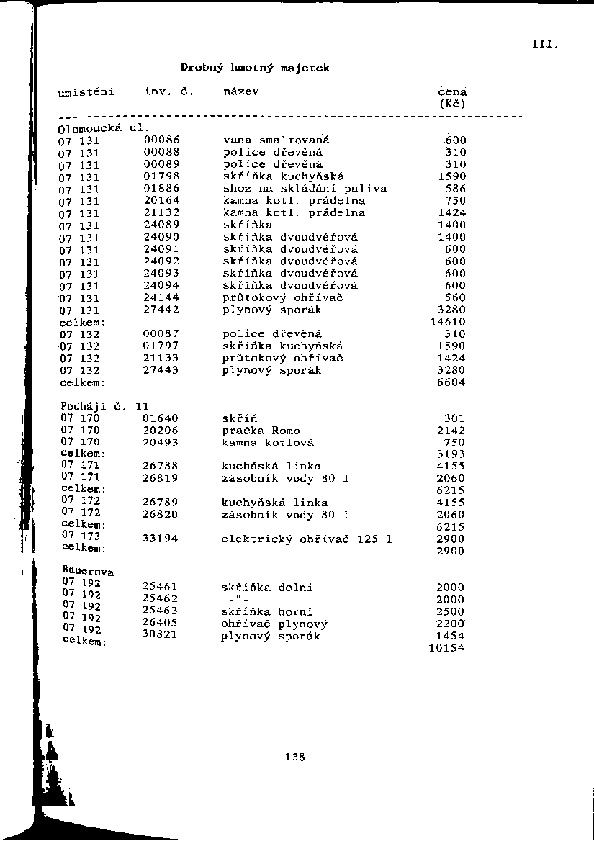 III.
Drobný hmotný majetek
umístění inv. č. název cena
(Kč)
Olomoucká ul.
07 131 00086 vana smaltovaná 600
07 131 00088 police dřevěná 310
07 131 00089 police dřevěná 310
07 131 01798 skříňka kuchyňská 1590
07 131 01886 shoz na skládání paliva 586
07 131 20164 kamna kotl. prádelna 750
07 131 21132 kamna kotl. prádelna 1424
07 131 24089 skříňka 1400
07 131 24090 skříňka dvoudvéřová 1400
07 131 24091 skříňka dvoudvéřová 600
07 131 24092 skříňka dvoudvéřová 600
07 131 24093 skříňka dvoudvéřová 600
07 131 24094 skříňka dvoudvéřová 600
07 131 24144 průtokový ohřívač 560
07 131 27442 plynový sporák 3280
celkem: 14610
07 132 00087 police dřevěná 310
07 132 01797 skříňka kuchyňská 1590
07 132 21133 průtokový ohřívač 1424
07 132 27443 plynový sporák 3280
celkem: 6604
Pocháji č. 11
07 170 01640 skříň 301
07 170 20206 pračka Romo 2142
07 170 20493 kamna kotlová 750
celkem: 3193
07 171 26788 kuchňská linka 4155
07 171 26819 zásobník vody 80 l 2060
celkem: 6215
07 172 26789 kuchyňská linka 4155
07 172 26820 zásobník vody 80 l 2060
celkem: 6215
07 173 33194 elektrický ohřívač 125 l 2900
celkem: 2900
Bauerova
07 192 25461 skříňka dolní 2000
07 192 25462 -"- 2000
07 192 25463 skříňka horní 2500
07 192 26405 ohřívač plynový 2200
07 192 30821 plynový sporák 1454
celkem: 10154
138